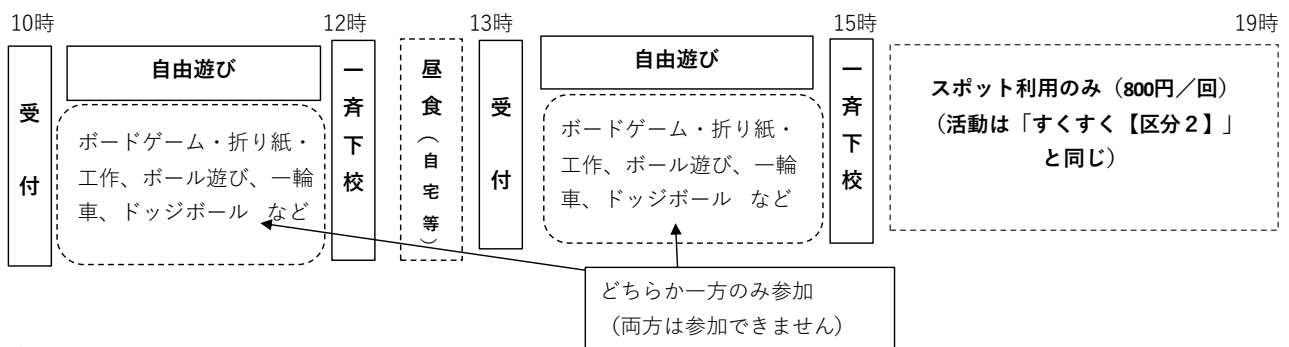 10時
12時
13時
15時
19時
受付
自由遊び
ボードゲーム・折り紙・
工作、ボール遊び、一輪
車、ドッジボール など
一斉下校
昼食（自宅等）
受付
自由遊び
ボードゲーム・折り紙・
工作、ボール遊び、一輪
車、ドッジボール など
一斉下校
スポット利用のみ（800円／回）
（活動は「すくすく【区分２】」
と同じ）
どちらか一方のみ参加
（両方は参加できません）